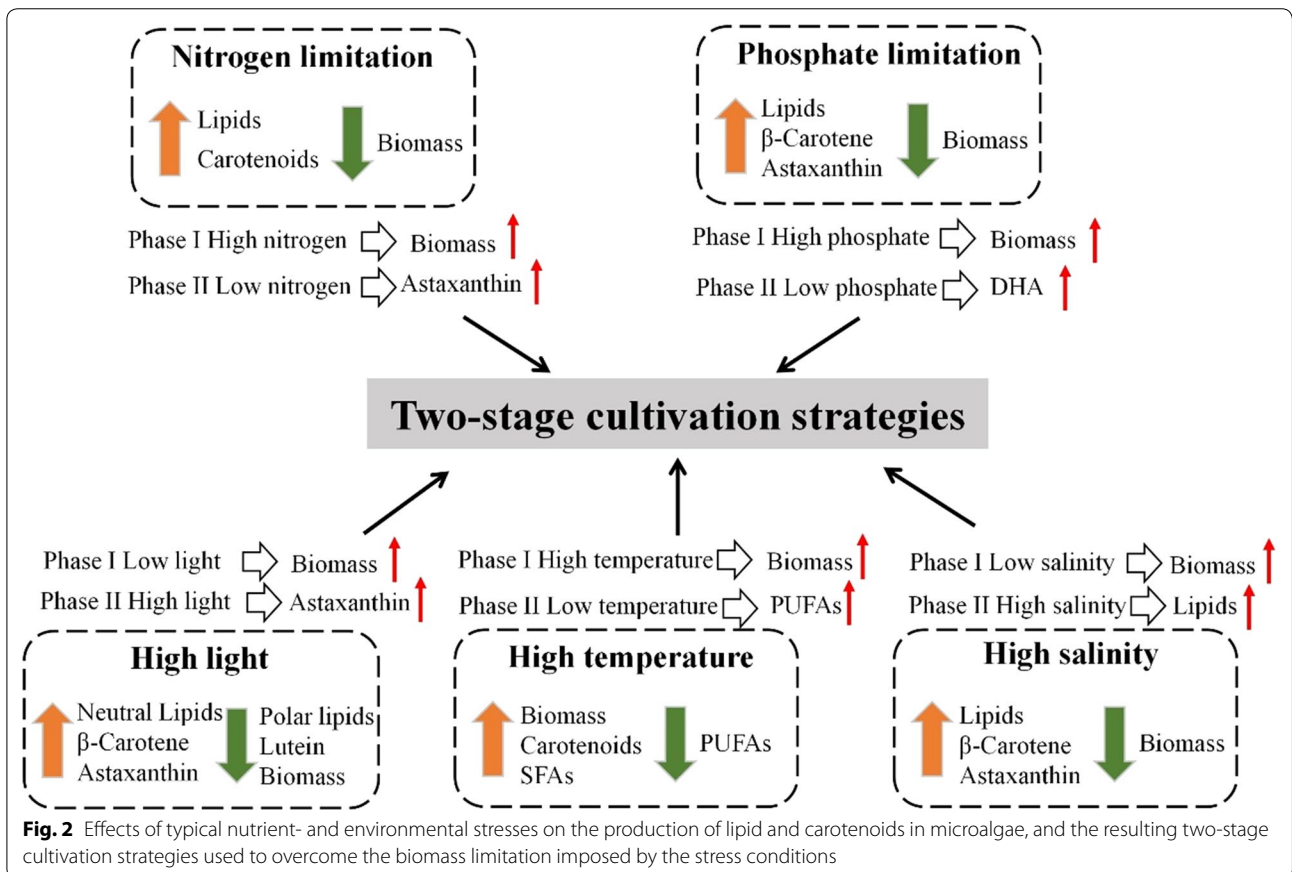 Nitrogen limitation
Lipids
Carotenoids
Biomass
Phase I High nitrogen
Biomass
Phase II Low nitrogen
Astaxanthin
Phosphate limitation
Lipids
β-Carotene
Astaxanthin
Biomass
Phase I High phosphate
Biomass
Phase II Low phosphate
DHA
Two-stage cultivation strategies
Phase I Low light
Biomass
Phase II High light
Astaxanthin
High light
Neutral Lipids
β-Carotene
Astaxanthin
Polar lipids
Lutein
Biomass
Phase I High temperature
Biomass
Phase II Low temperature
PUFAs
High temperature
Biomass
Carotenoids
SFAs
PUFAs
Phase I Low salinity
Biomass
Phase II High salinity
Lipids
High salinity
Lipids
β-Carotene
Astaxanthin
Biomass
Fig. 2 Effects of typical nutrient- and environmental stresses on the production of lipid and carotenoids in microalgae, and the resulting two-stage
cultivation strategies used to overcome the biomass limitation imposed by the stress conditions